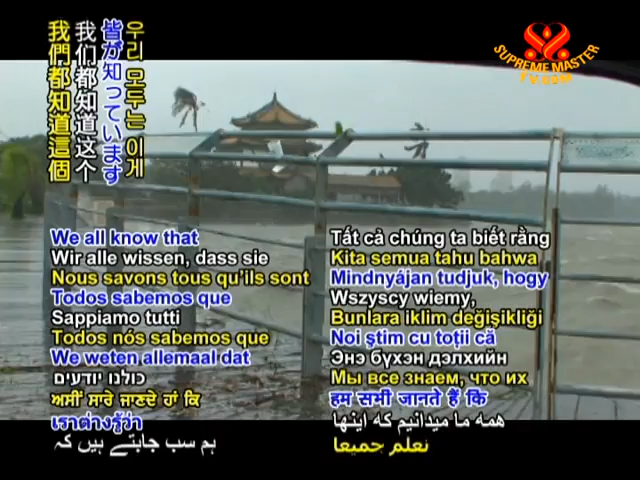 우리 모두는 이게
皆が知っています
我们都知道这个
我們都知道這個
SUPREME MASTER
TV.com
We all know that
Wir alle wissen, dass sie
Nous savons tous qu'ils sont
Todos sabemos que
Sappiamo tutti
Todos nós sabemos que
We weten allemaal dat
כולנו יודעים
ਅਸੀਂ ਸਾਰੇ ਜਾਣਦੇ ਹਾਂ ਕਿ
เราต่างรู้ว่า
ہم سب جانتے ہیں کہ
Tất cả chúng ta biết rằng
Kita semua tahu bahwa
Mindnyájan tudjuk, hogy
Wszyscy wiemy,
Bunlara iklim değişikliği
Noi ştim cu toţii că
Энэ бүхэн дэлхийн
Мы все знаем, что их
हम सभी जानते हैं कि
همه ما میدانیم که اینها
نعلم جميعا